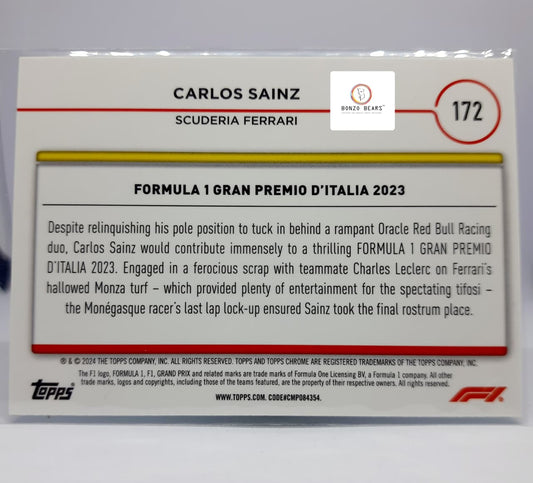 CARLOS SAINZ
SCUDERIA FERRARI
BONZO BEARS™
172
FORMULA 1 GRAN PREMIO D'ITALIA 2023
Despite relinquishing his pole position to tuck in behind a rampant Oracle Red Bull Racing
duo, Carlos Sainz would contribute immensely to a thrilling FORMULA 1 GRAN PREMIO
D'ITALIA 2023. Engaged in a ferocious scrap with teammate Charles Leclerc on Ferrari's
hallowed Monza turf – which provided plenty of entertainment for the spectating tifosi –
the Monégasque racer's last lap lock-up ensured Sainz took the final rostrum place.
® & © 2024 THE TOPPS COMPANY, INC. ALL RIGHTS RESERVED. TOPPS AND TOPPS CHROME ARE REGISTERED TRADEMARKS OF THE TOPPS COMPANY, INC.
The F1 logo, FORMULA 1, F1, GRAND PRIX and related marks are trade marks of Formula One Licensing BV, a Formula 1 company. All other
trade marks, logos and copyrights, including those of the teams featured, are the property of their respective owners. All rights reserved.
topps
WWW.TOPPS.COM. CODE#CMP084354.
F1